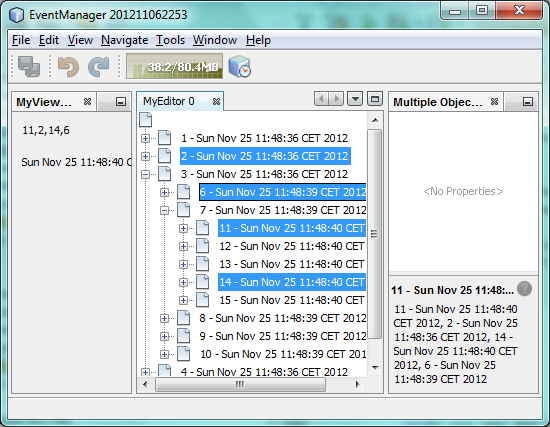 EventManager 201211062253
File Edit View Navigate Tools Window Help
38.2/80.4MB
MyView...
11,2,14,6
Sun Nov 25 11:48:40 C
MyEditor 0
1 - Sun Nov 25 11:48:36 CET 2012
2 - Sun Nov 25 11:48:36 CET 2012
3 - Sun Nov 25 11:48:36 CET 2012
6 - Sun Nov 25 11:48:39 CET 2012
7 - Sun Nov 25 11:48:39 CET 2012
11 - Sun Nov 25 11:48:40 CET
12 - Sun Nov 25 11:48:40 CET
13 - Sun Nov 25 11:48:40 CET
14 - Sun Nov 25 11:48:40 CET
15 - Sun Nov 25 11:48:40 CET
8 - Sun Nov 25 11:48:39 CET 2012
9 - Sun Nov 25 11:48:39 CET 2012
10 - Sun Nov 25 11:48:39 CET 201
4 - Sun Nov 25 11:48:36 CET 2012
Multiple Objec...
<No Properties>
11 - Sun Nov 25 11:48:...
11 - Sun Nov 25 11:48:40
CET 2012, 2 - Sun Nov 25
11:48:36 CET 2012, 14 -
Sun Nov 25 11:48:40 CET
2012, 6 - Sun Nov 25
11:48:39 CET 2012